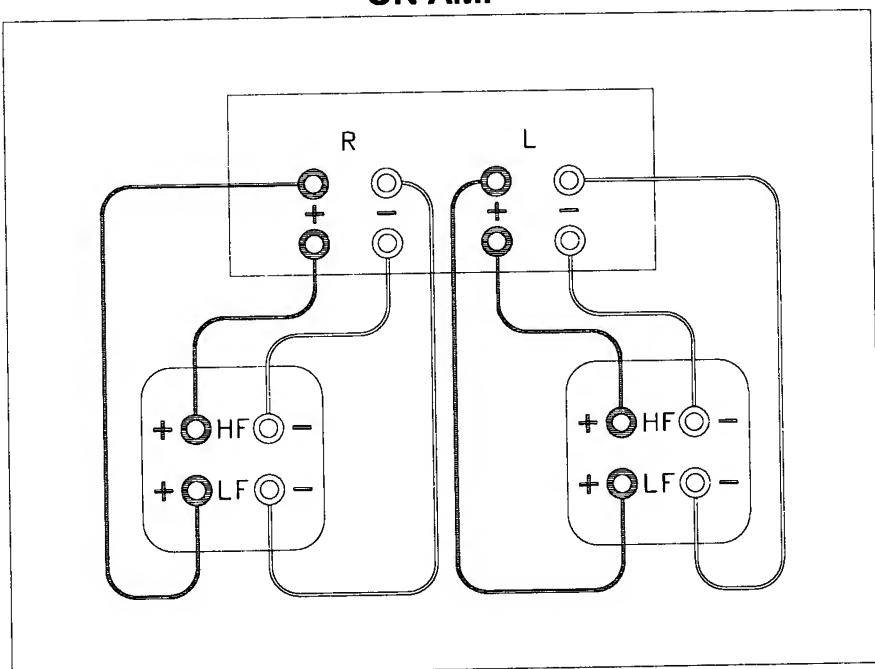 R L
+ - + -
+ HF - + HF -
+ LF - + LF -